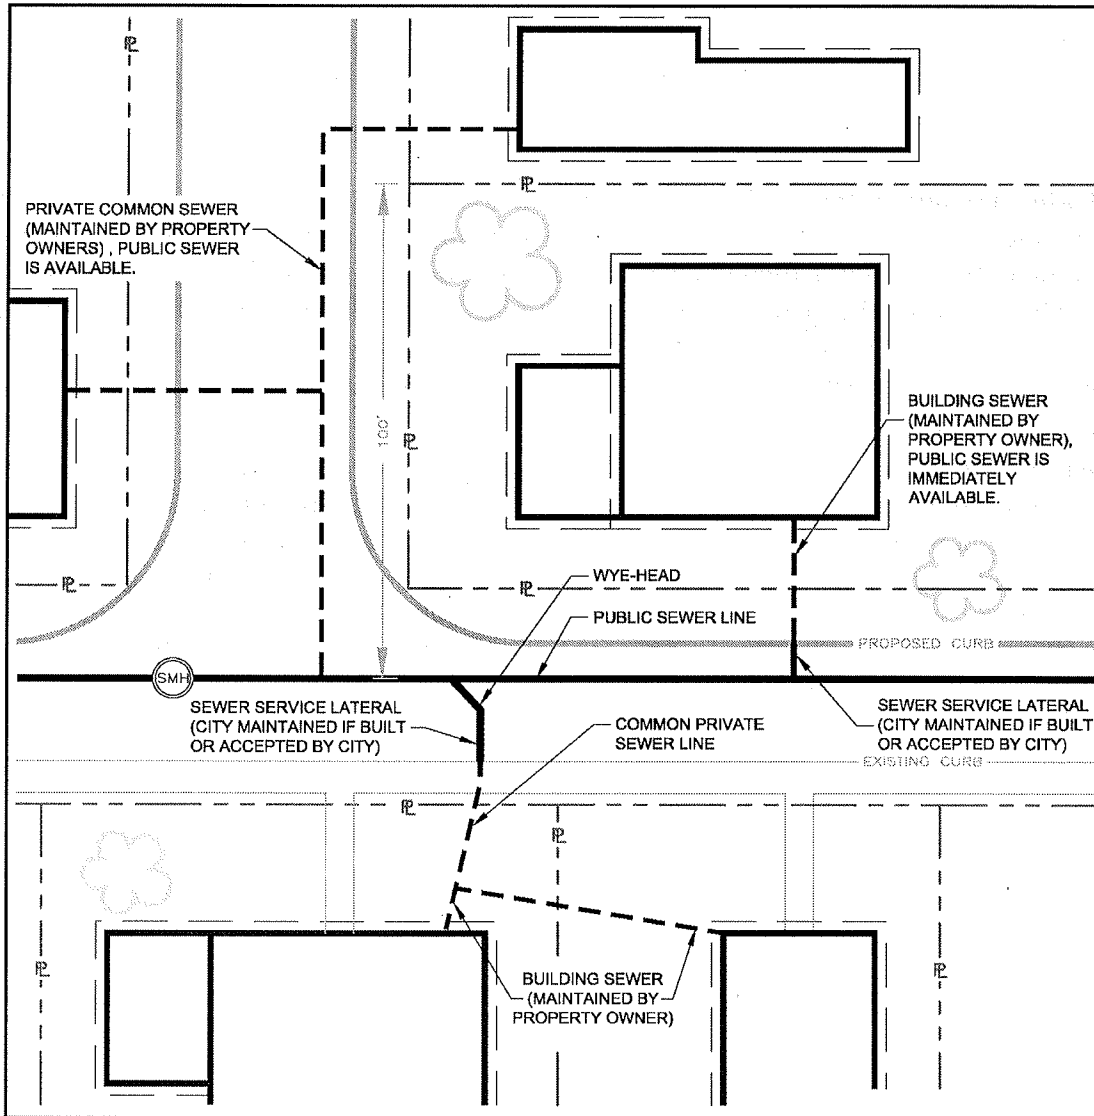 PL
PL
PRIVATE COMMON SEWER
(MAINTAINED BY PROPERTY
OWNERS) , PUBLIC SEWER
IS AVAILABLE.
100'
PL
BUILDING SEWER
(MAINTAINED BY
PROPERTY OWNER),
PUBLIC SEWER IS
IMMEDIATELY
AVAILABLE.
PL
PL
WYE-HEAD
PUBLIC SEWER LINE
PROPOSED CURB
SMH
SEWER SERVICE LATERAL
(CITY MAINTAINED IF BUILT
OR ACCEPTED BY CITY)
COMMON PRIVATE
SEWER LINE
SEWER SERVICE LATERAL
(CITY MAINTAINED IF BUILT
OR ACCEPTED BY CITY)
EXISTING CURB
PL
PL
PL
PL
BUILDING SEWER
(MAINTAINED BY
PROPERTY OWNER)